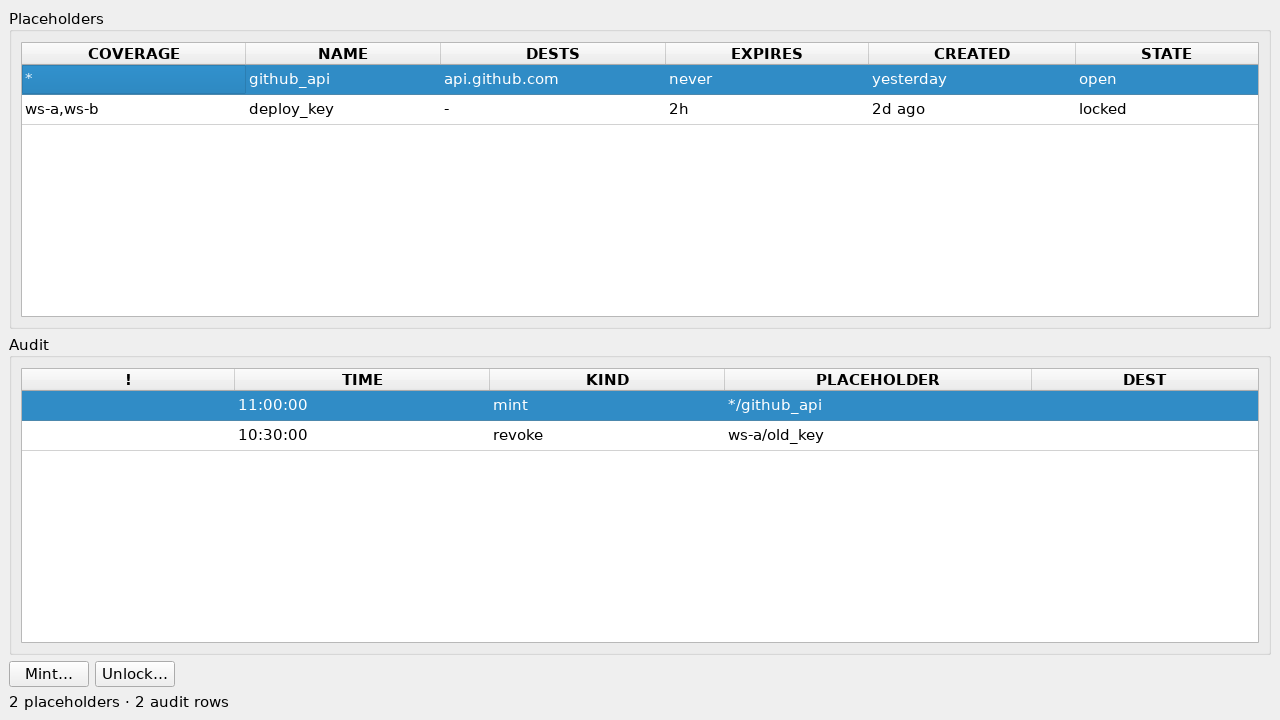 Placeholders
COVERAGE NAME DESTS EXPIRES CREATED STATE
* github_api api.github.com never yesterday open
ws-a,ws-b deploy_key - 2h 2d ago locked
Audit
! TIME KIND PLACEHOLDER DEST
11:00:00 mint */github_api
10:30:00 revoke ws-a/old_key
Mint... Unlock...
2 placeholders · 2 audit rows